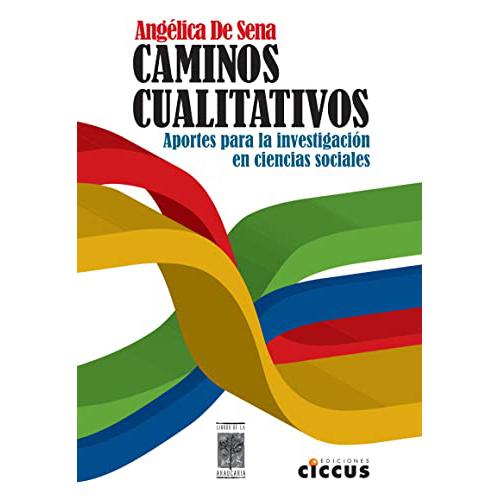 Angélica De Sena
CAMINOS
CUALITATIVOS
Aportes para la investigación
en ciencias sociales
LIBROS DE LA
ARAUCARIA
EDICIONES
CICCUS